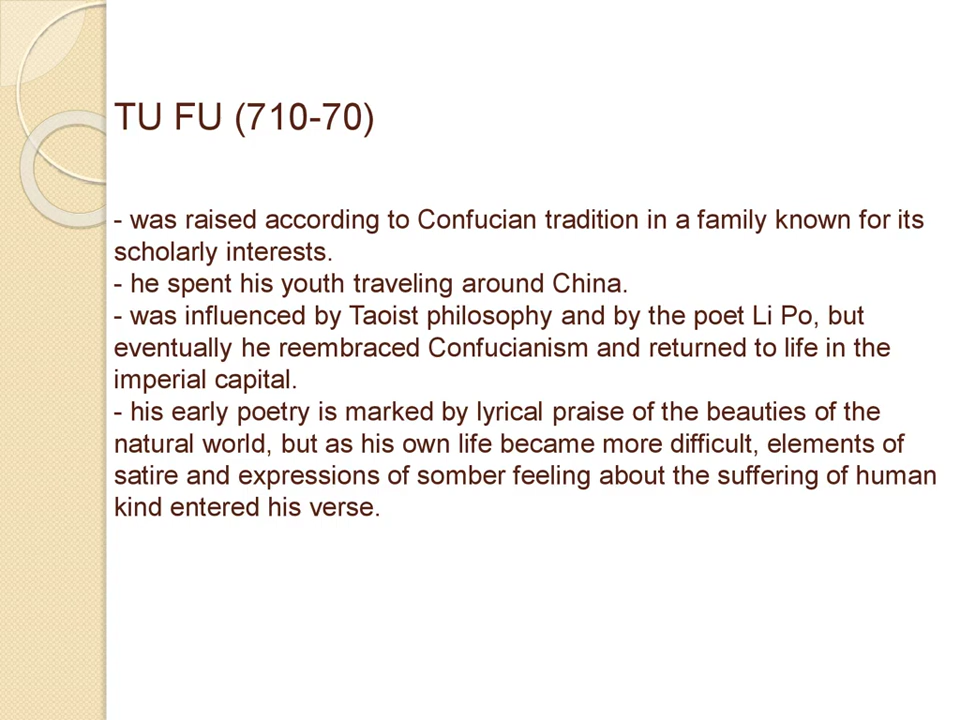 TU FU (710-70)
- was raised according to Confucian tradition in a family known for its
scholarly interests.
- he spent his youth traveling around China.
- was influenced by Taoist philosophy and by the poet Li Po, but
eventually he reembraced Confucianism and returned to life in the
imperial capital.
- his early poetry is marked by lyrical praise of the beauties of the
natural world, but as his own life became more difficult, elements of
satire and expressions of somber feeling about the suffering of human
kind entered his verse.